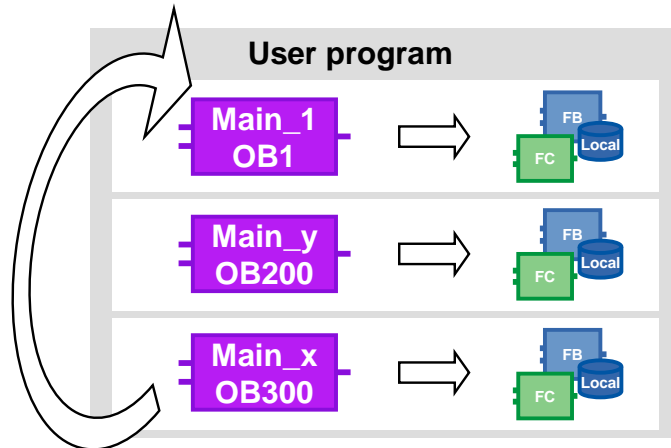 User program
Main_1
OB1
FB
FC
Local
Main_y
OB200
FB
FC
Local
Main_x
OB300
FB
FC
Local